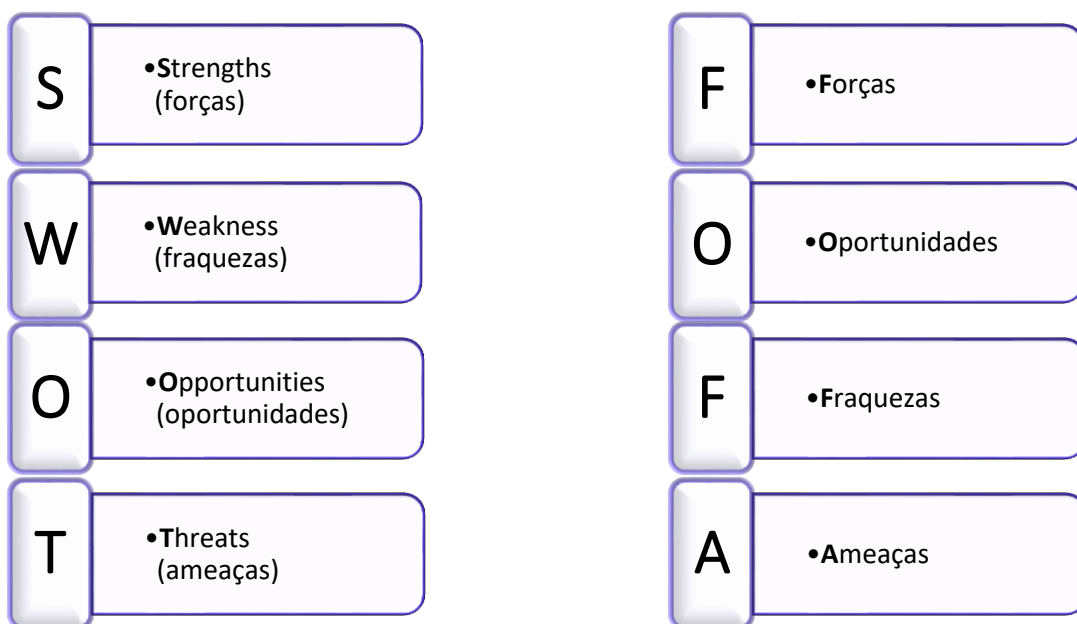 S
•Strengths
(forças)
W
•Weakness
(fraquezas)
O
•Opportunities
(oportunidades)
T
•Threats
(ameaças)
F
•Forças
O
•Oportunidades
F
•Fraquezas
A
•Ameaças